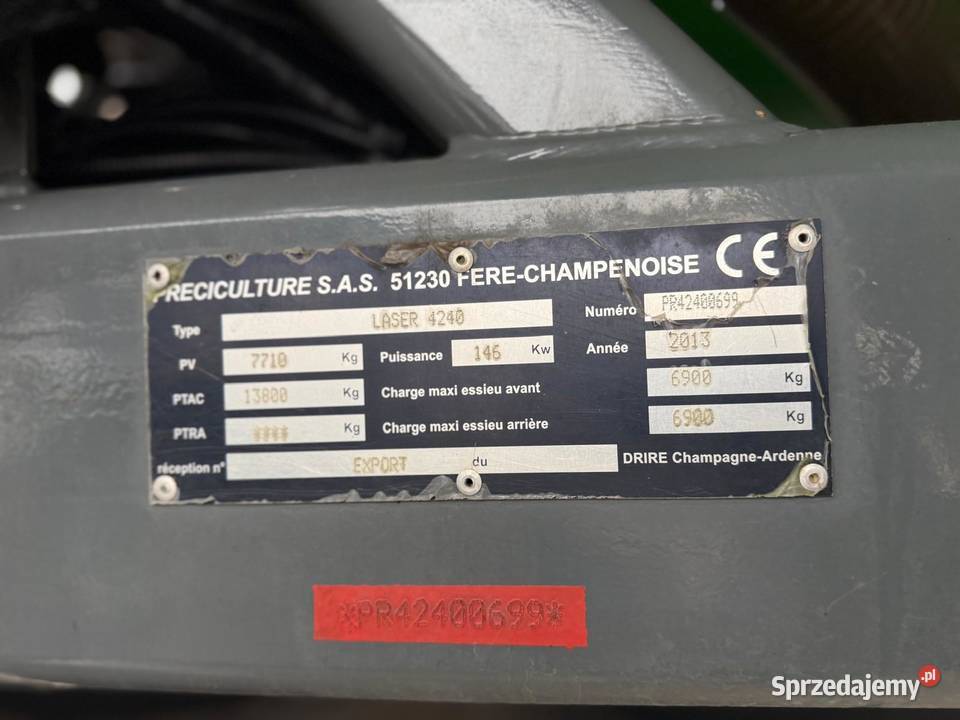 PRECICULTURE S.A.S. 51230 FERE-CHAMPENOISE CE
Type LASER 4240 Numéro PR42400699
PV 7710 Kg Puissance 146 Kw Année 2013
PTAC 13800 Kg Charge maxi essieu avant 6900 Kg
PTRA **** Kg Charge maxi essieu arrière 6900 Kg
réception n° EXPORT du DRIRE Champagne-Ardenne
*PR42400699*
Sprzedajemy.pl